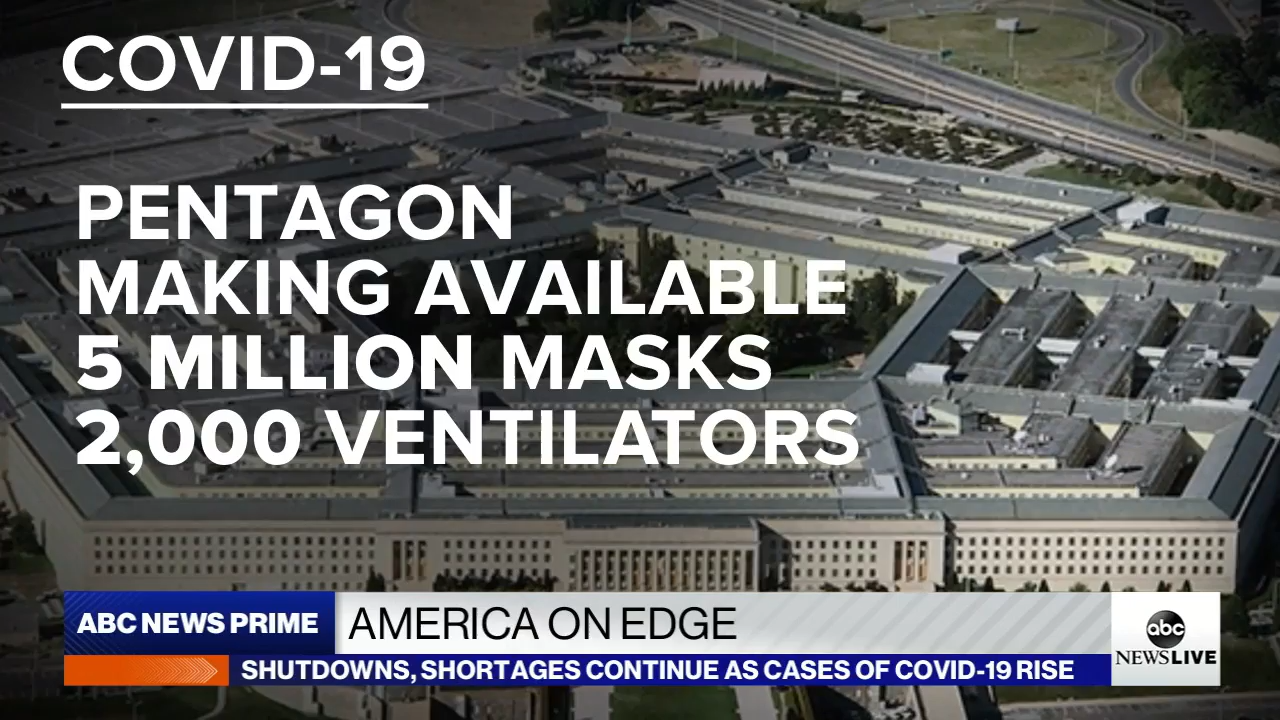 COVID-19
PENTAGON
MAKING AVAILABLE
5 MILLION MASKS
2,000 VENTILATORS
ABC NEWS PRIME
AMERICA ON EDGE
SHUTDOWNS, SHORTAGES CONTINUE AS CASES OF COVID-19 RISE
abc
NEWS LIVE